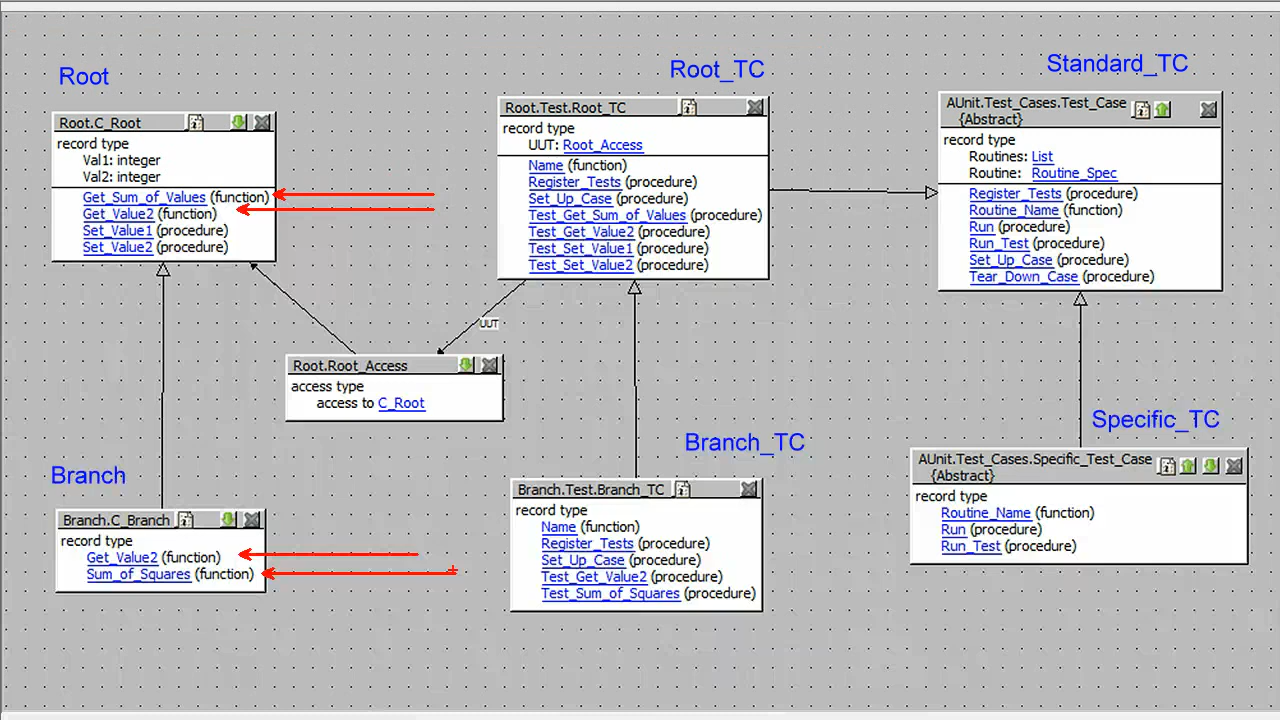 Root
Root.C_Root
record type
Val1: integer
Val2: integer
Get_Sum_of_Values (function)
Get_Value2 (function)
Set_Value1 (procedure)
Set_Value2 (procedure)
Root_TC
Root.Test.Root_TC
record type
UUT: Root_Access
Name (function)
Register_Tests (procedure)
Set_Up_Case (procedure)
Test_Get_Sum_of_Values (procedure)
Test_Get_Value2 (procedure)
Test_Set_Value1 (procedure)
Test_Set_Value2 (procedure)
Standard_TC
AUnit.Test_Cases.Test_Case
{Abstract}
record type
Routines: List
Routine: Routine_Spec
Register_Tests (procedure)
Routine_Name (function)
Run (procedure)
Run_Test (procedure)
Set_Up_Case (procedure)
Tear_Down_Case (procedure)
UUT
Root.Root_Access
access type
access to C_Root
Branch
Branch.C_Branch
record type
Get_Value2 (function)
Sum_of_Squares (function)
Branch_TC
Branch.Test.Branch_TC
record type
Name (function)
Register_Tests (procedure)
Set_Up_Case (procedure)
Test_Get_Value2 (procedure)
Test_Sum_of_Squares (procedure)
Specific_TC
AUnit.Test_Cases.Specific_Test_Case
{Abstract}
record type
Routine_Name (function)
Run (procedure)
Run_Test (procedure)